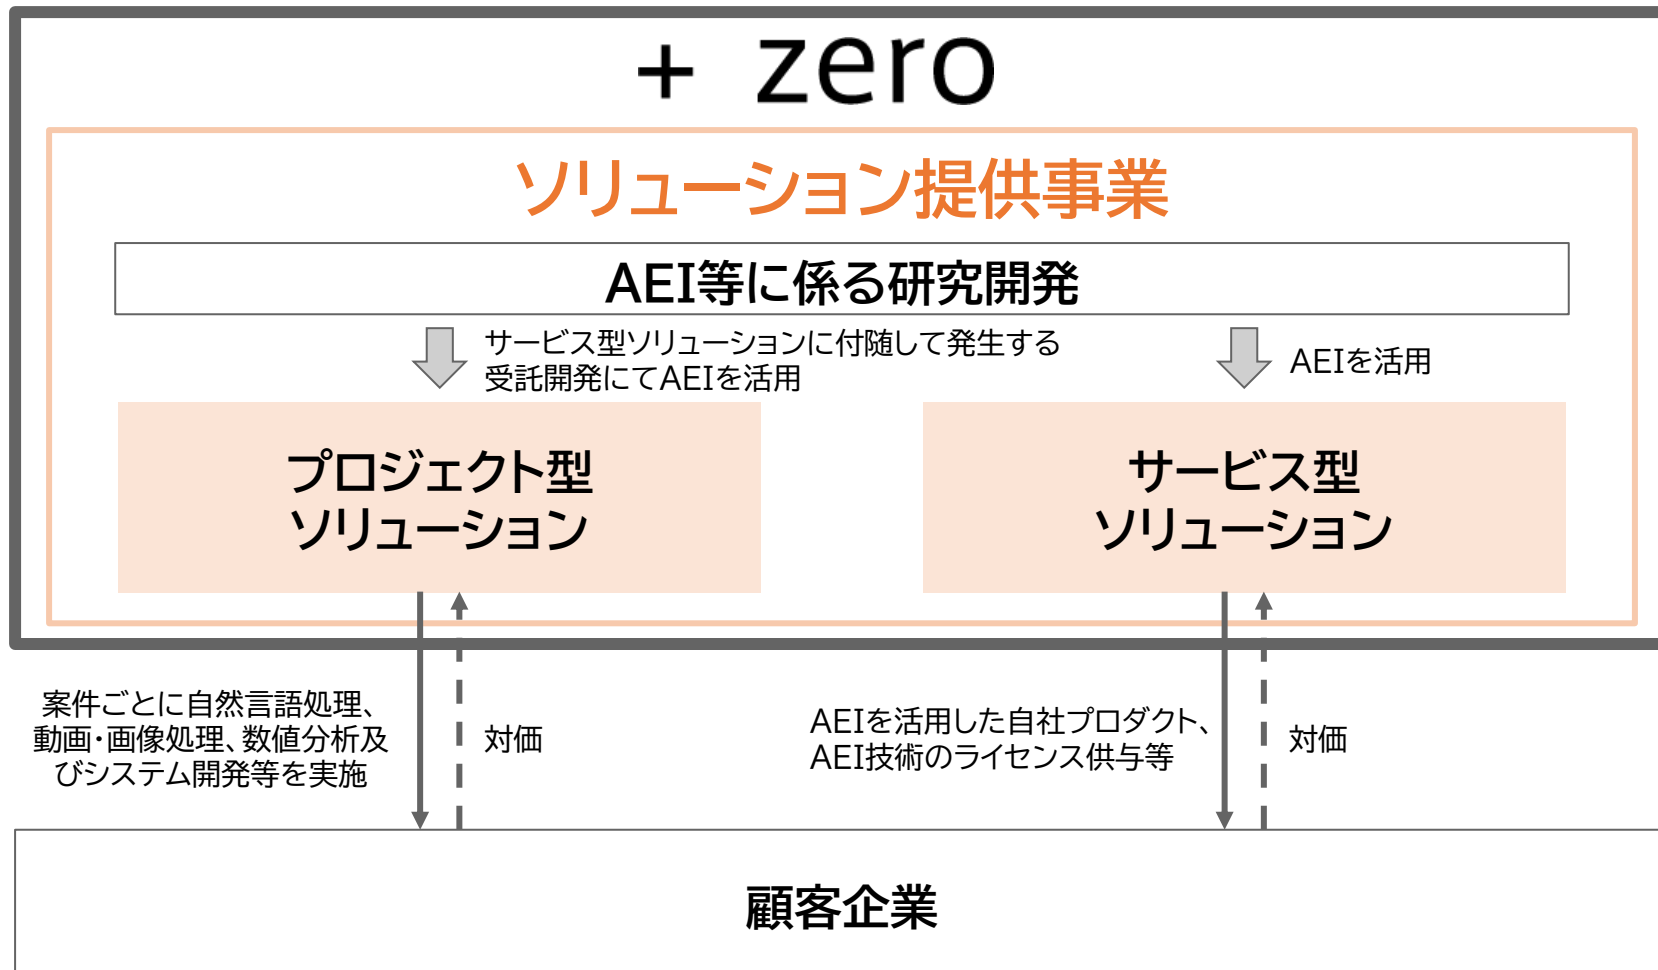 + zero
ソリューション提供事業
AEI等に係る研究開発
サービス型ソリューションに付随して発生する
受託開発にてAEIを活用
AEIを活用
プロジェクト型
ソリューション
サービス型
ソリューション
案件ごとに自然言語処理、
動画・画像処理、数値分析及
びシステム開発等を実施
対価
AEIを活用した自社プロダクト、
AEI技術のライセンス供与等
対価
顧客企業